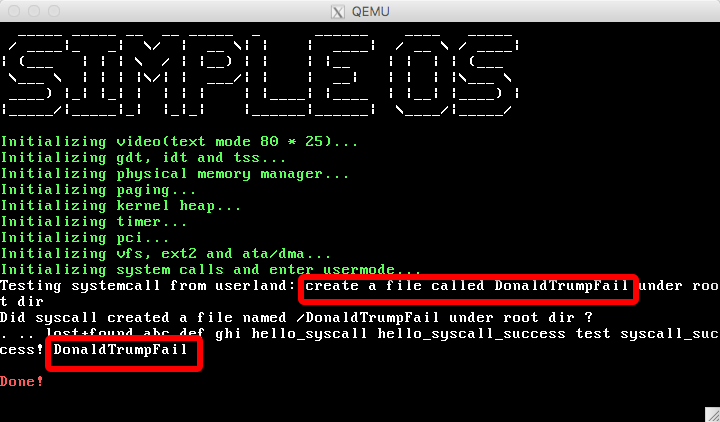 QEMU
SIMPLE OS
Initializing video(text mode 80 * 25)...
Initializing gdt, idt and tss...
Initializing physical memory manager...
Initializing paging...
Initializing kernel heap...
Initializing timer...
Initializing pci...
Initializing vfs, ext2 and ata/dma...
Initializing system calls and enter usermode...
Testing systemcall from userland: create a file called DonaldTrumpFail under roo
t dir
Did syscall created a file named /DonaldTrumpFail under root dir ?
. .. lost+found abc def ghi hello_syscall hello_syscall_success test syscall_suc
cess! DonaldTrumpFail
Done!